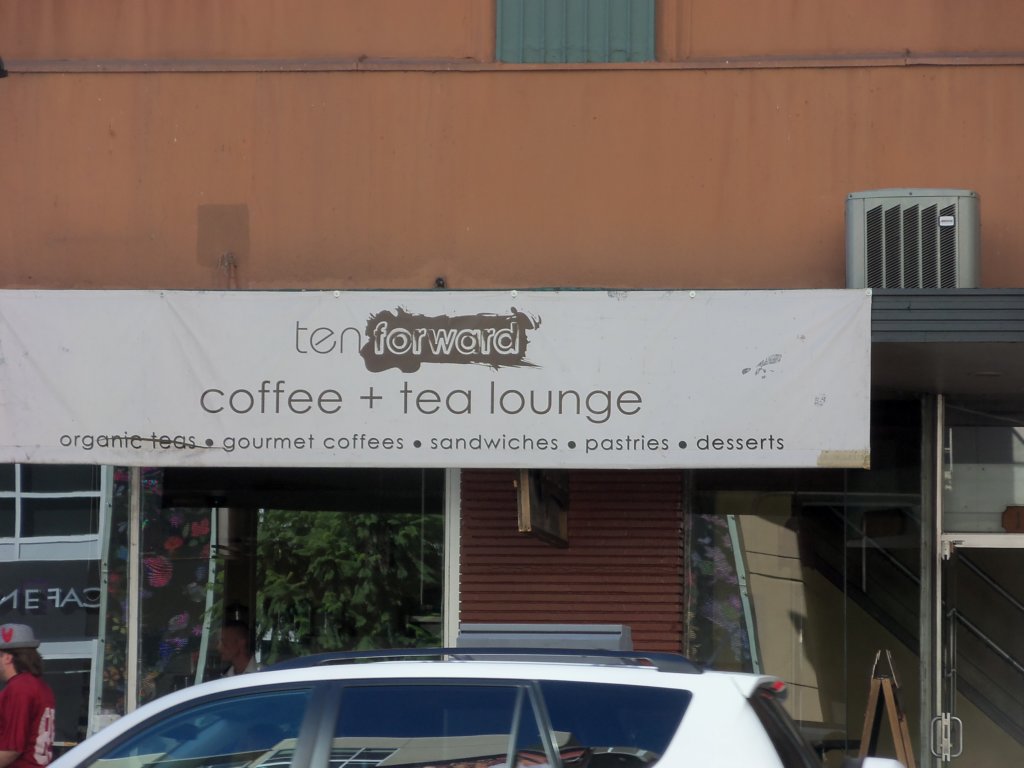 ten forward
coffee + tea lounge
organic teas • gourmet coffees • sandwiches • pastries • desserts